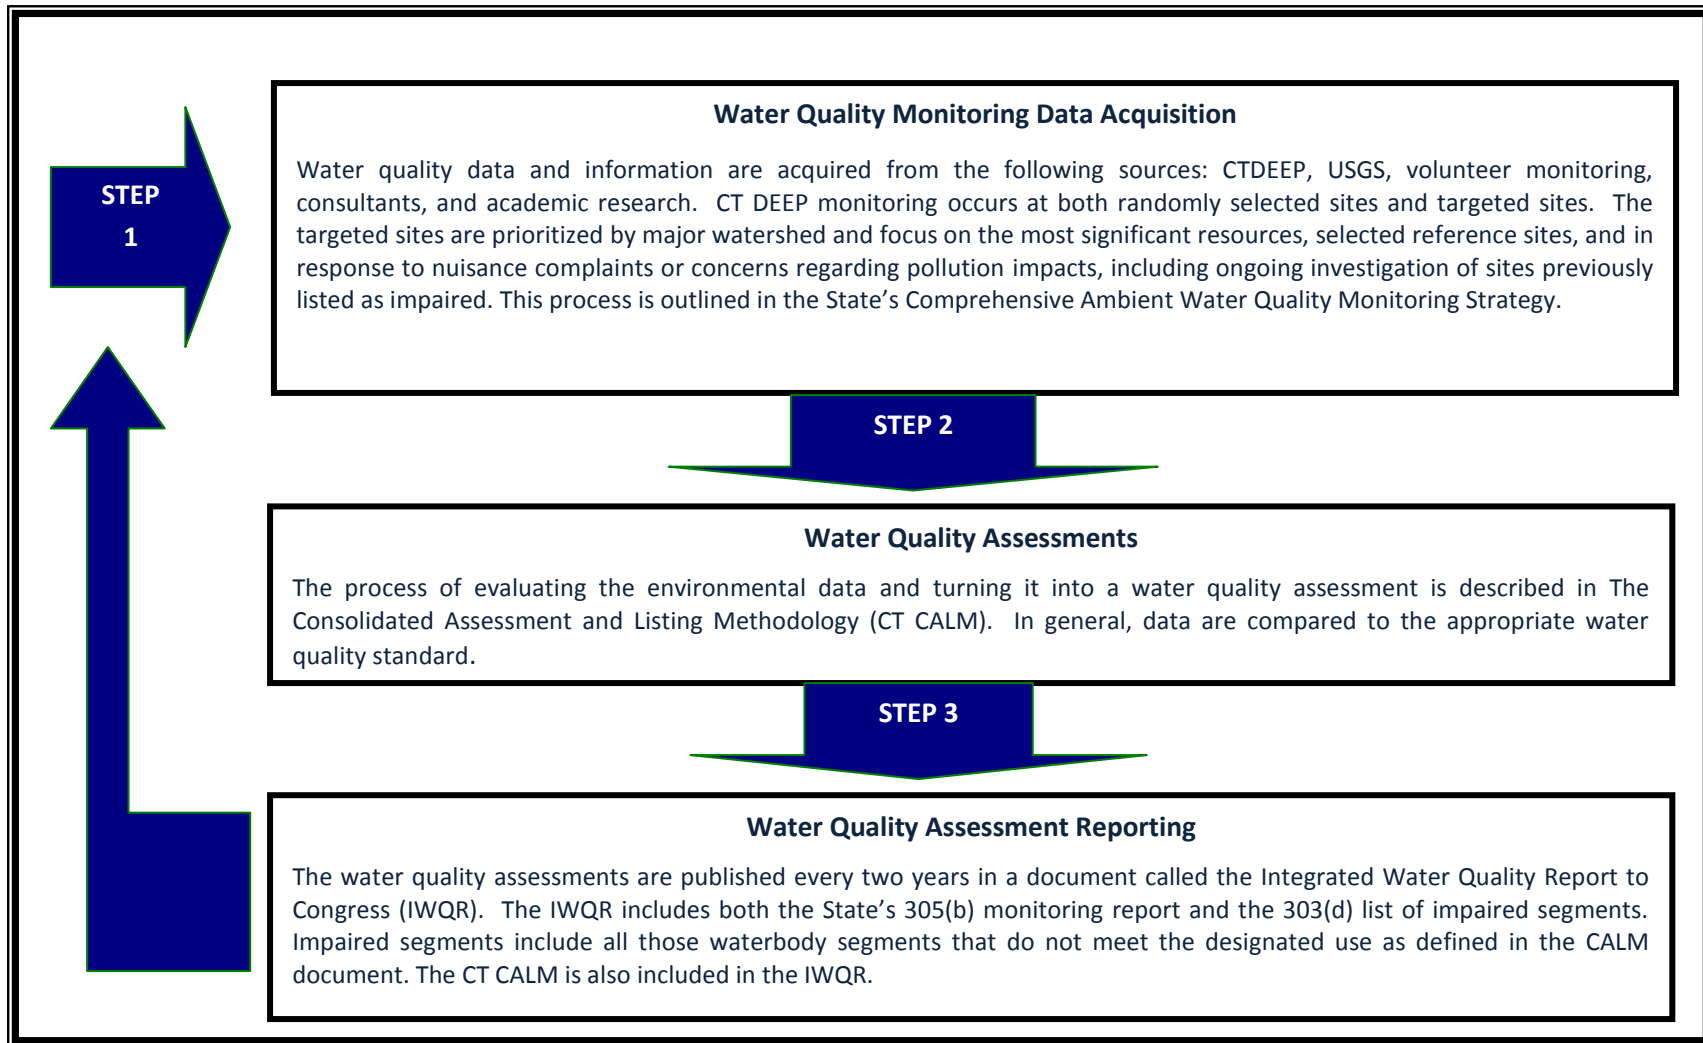 STEP
1
Water Quality Monitoring Data Acquisition
Water quality data and information are acquired from the following sources: CTDEEP, USGS, volunteer monitoring,
consultants, and academic research.  CT DEEP monitoring occurs at both randomly selected sites and targeted sites.  The
targeted sites are prioritized by major watershed and focus on the most significant resources, selected reference sites, and in
response to nuisance complaints or concerns regarding pollution impacts, including ongoing investigation of sites previously
listed as impaired. This process is outlined in the State’s Comprehensive Ambient Water Quality Monitoring Strategy.
STEP 2
Water Quality Assessments
The process of evaluating the environmental data and turning it into a water quality assessment is described in The
Consolidated Assessment and Listing Methodology (CT CALM).  In general, data are compared to the appropriate water
quality standard.
STEP 3
Water Quality Assessment Reporting
The water quality assessments are published every two years in a document called the Integrated Water Quality Report to
Congress (IWQR).  The IWQR includes both the State’s 305(b) monitoring report and the 303(d) list of impaired segments.
Impaired segments include all those waterbody segments that do not meet the designated use as defined in the CALM
document. The CT CALM is also included in the IWQR.